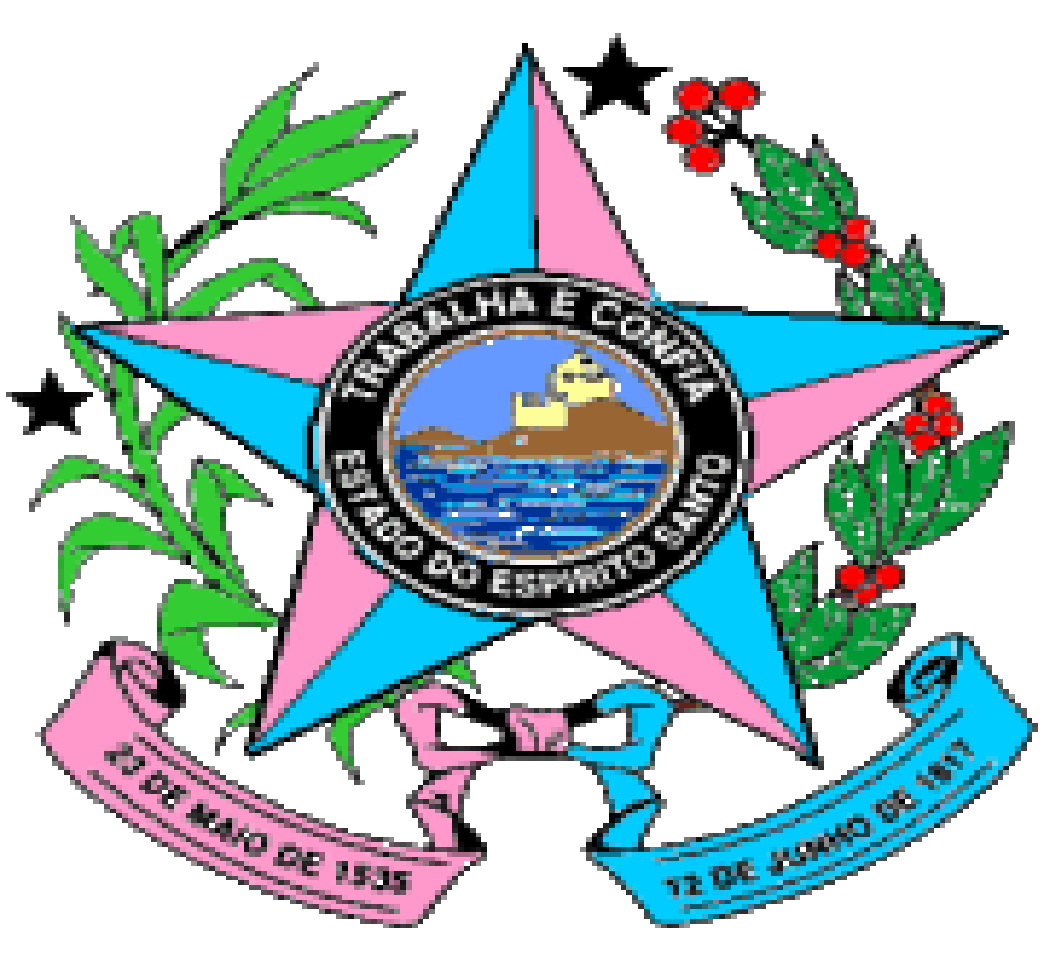 TRABALHA E CONFIA
ESTADO DO ESPIRITO SANTO
23 DE MAIO DE 1535
12 DE JUNHO DE 1817